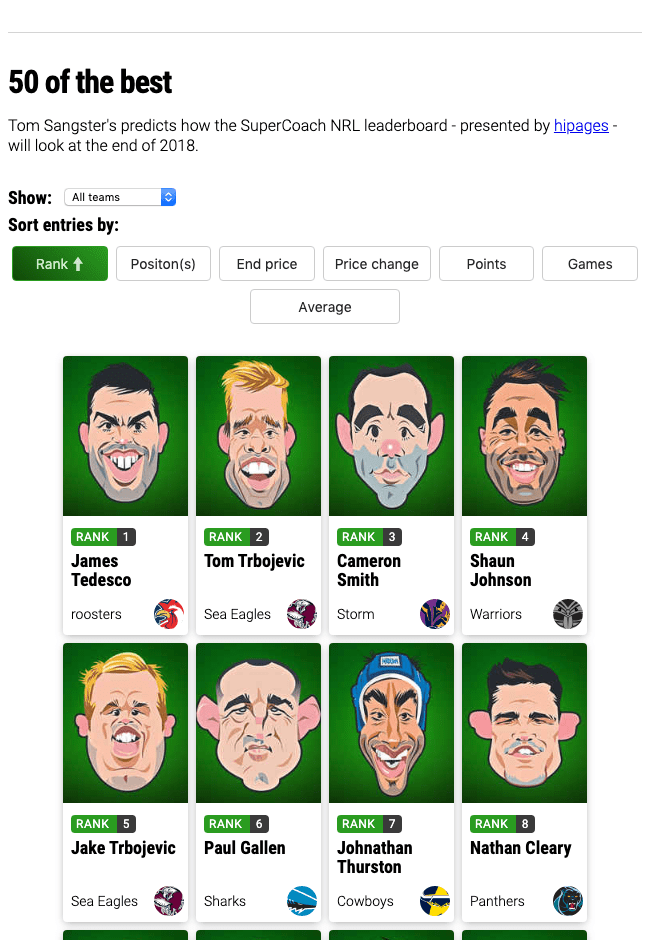 50 of the best
Tom Sangster's predicts how the SuperCoach NRL leaderboard - presented by hipages -
will look at the end of 2018.
Show: All teams
Sort entries by:
Rank Positon(s) End price Price change Points Games
Average
RANK 1
James
Tedesco
roosters
RANK 2
Tom Trbojevic
Sea Eagles
RANK 3
Cameron
Smith
Storm
RANK 4
Shaun
Johnson
Warriors
RANK 5
Jake Trbojevic
Sea Eagles
RANK 6
Paul Gallen
Sharks
RANK 7
Johnathan
Thurston
Cowboys
RANK 8
Nathan Cleary
Panthers